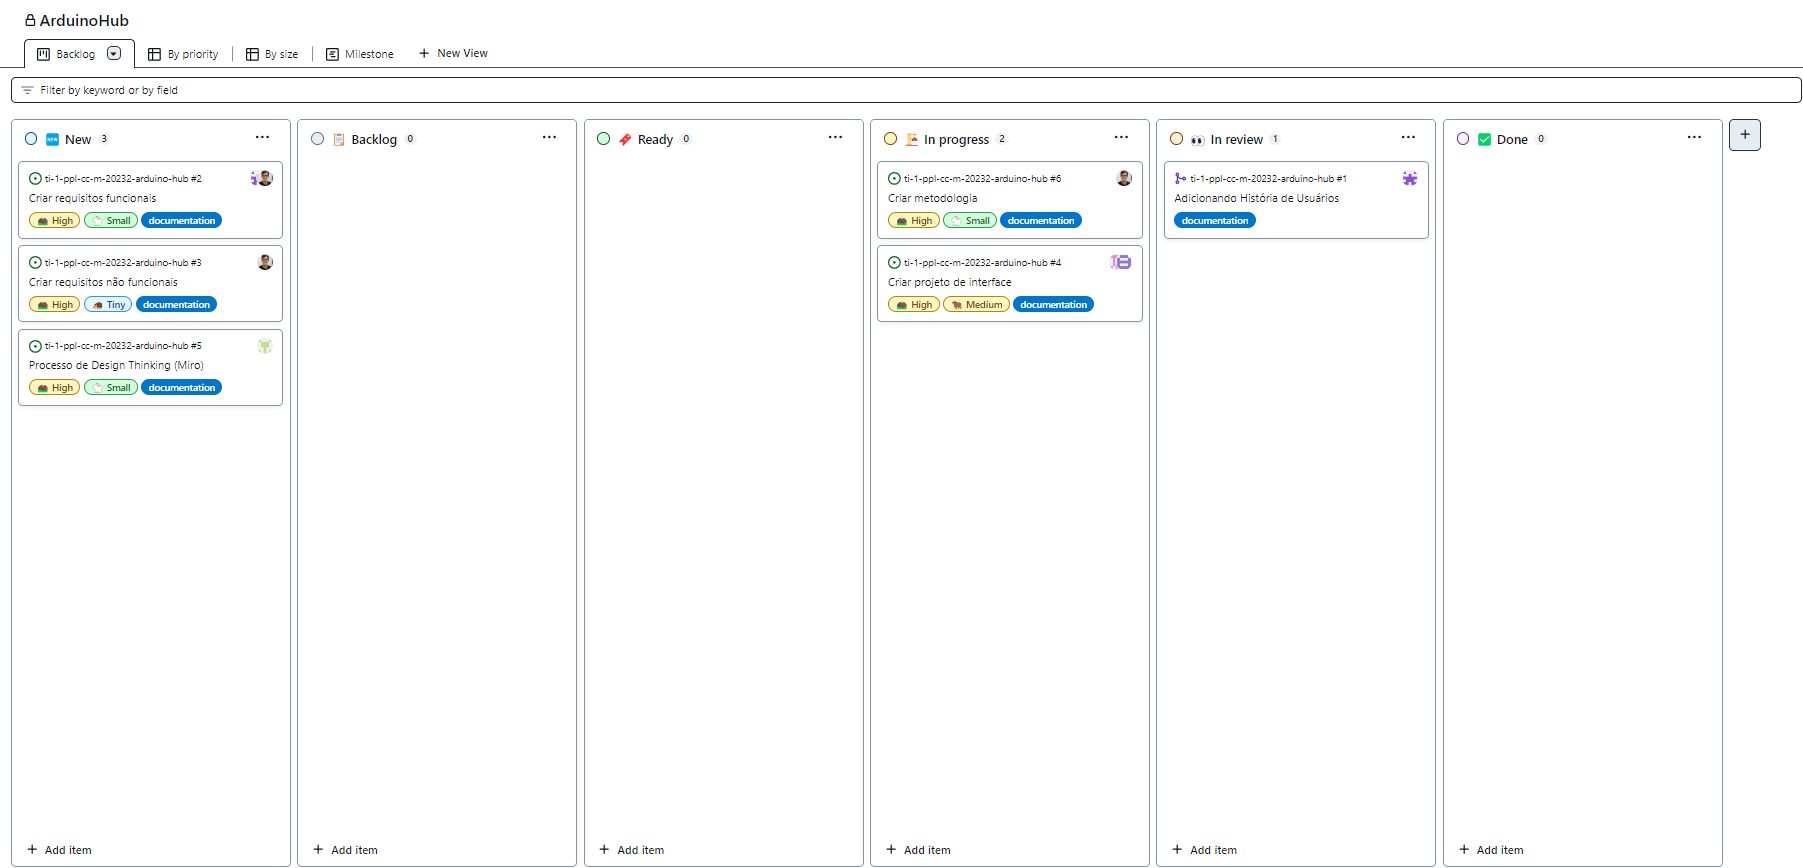 ArduinoHub
Backlog
By priority
By size
Milestone
+ New View
Filter by keyword or by field
NEW New 3
ti-1-ppl-cc-m-20232-arduino-hub #2
Criar requisitos funcionais
High Small documentation
ti-1-ppl-cc-m-20232-arduino-hub #3
Criar requisitos não funcionais
High Tiny documentation
ti-1-ppl-cc-m-20232-arduino-hub #5
Processo de Design Thinking (Miro)
High Small documentation
+ Add item
Backlog 0
+ Add item
Ready 0
+ Add item
In progress 2
ti-1-ppl-cc-m-20232-arduino-hub #6
Criar metodologia
High Small documentation
ti-1-ppl-cc-m-20232-arduino-hub #4
Criar projeto de interface
High Medium documentation
+ Add item
In review 1
ti-1-ppl-cc-m-20232-arduino-hub #1
Adicionando História de Usuários
documentation
+ Add item
Done 0
+ Add item
+